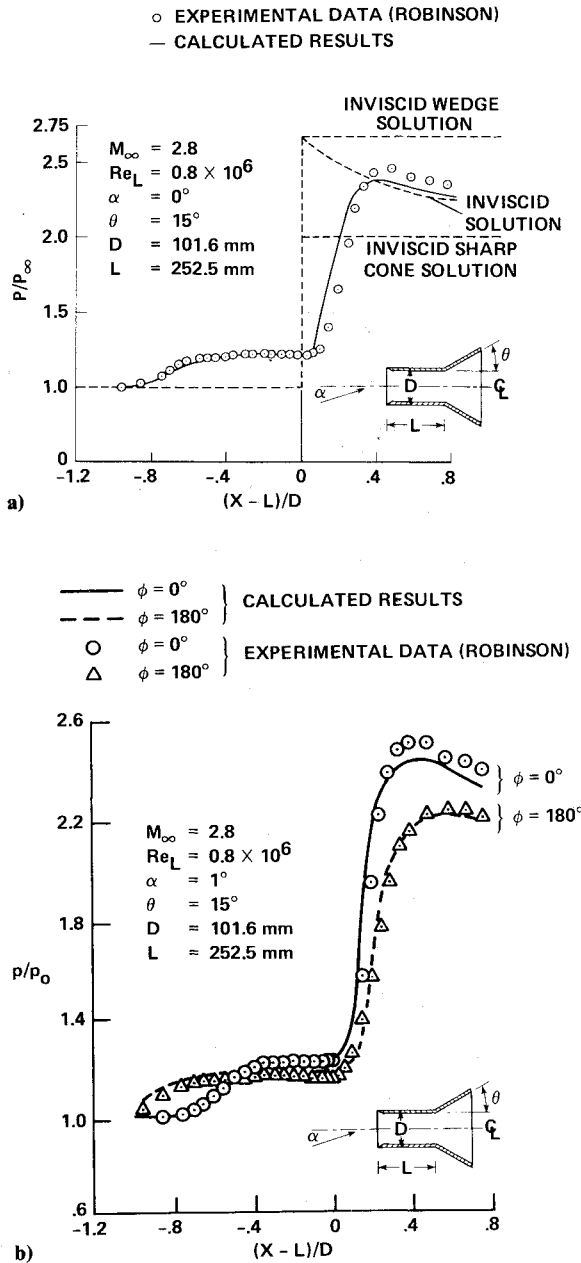 ○ EXPERIMENTAL DATA (ROBINSON)
— CALCULATED RESULTS
INVISCID WEDGE
SOLUTION
M∞ = 2.8
Re_L = 0.8 × 10⁶
α = 0°
θ = 15°
D = 101.6 mm
L = 252.5 mm
INVISCID
SOLUTION
INVISCID SHARP
CONE SOLUTION
P/P∞
2.75
2.5
2.0
1.5
1.0
0
θ
D
α
C_L
L
-1.2 -.8 -.4 0 .4 .8
(X – L)/D
a)
φ = 0°
φ = 180°
CALCULATED RESULTS
φ = 0°
φ = 180°
EXPERIMENTAL DATA (ROBINSON)
2.6
2.2
1.8
1.4
1.0
.6
p/p₀
φ = 0°
φ = 180°
M∞ = 2.8
Re_L = 0.8 × 10⁶
α = 1°
θ = 15°
D = 101.6 mm
L = 252.5 mm
θ
D
α
C_L
L
-1.2 -.8 -.4 0 .4 .8
(X – L)/D
b)